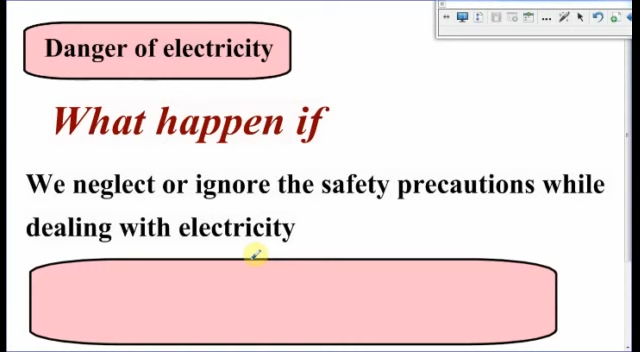 Danger of electricity
What happen if
We neglect or ignore the safety precautions while
dealing with electricity